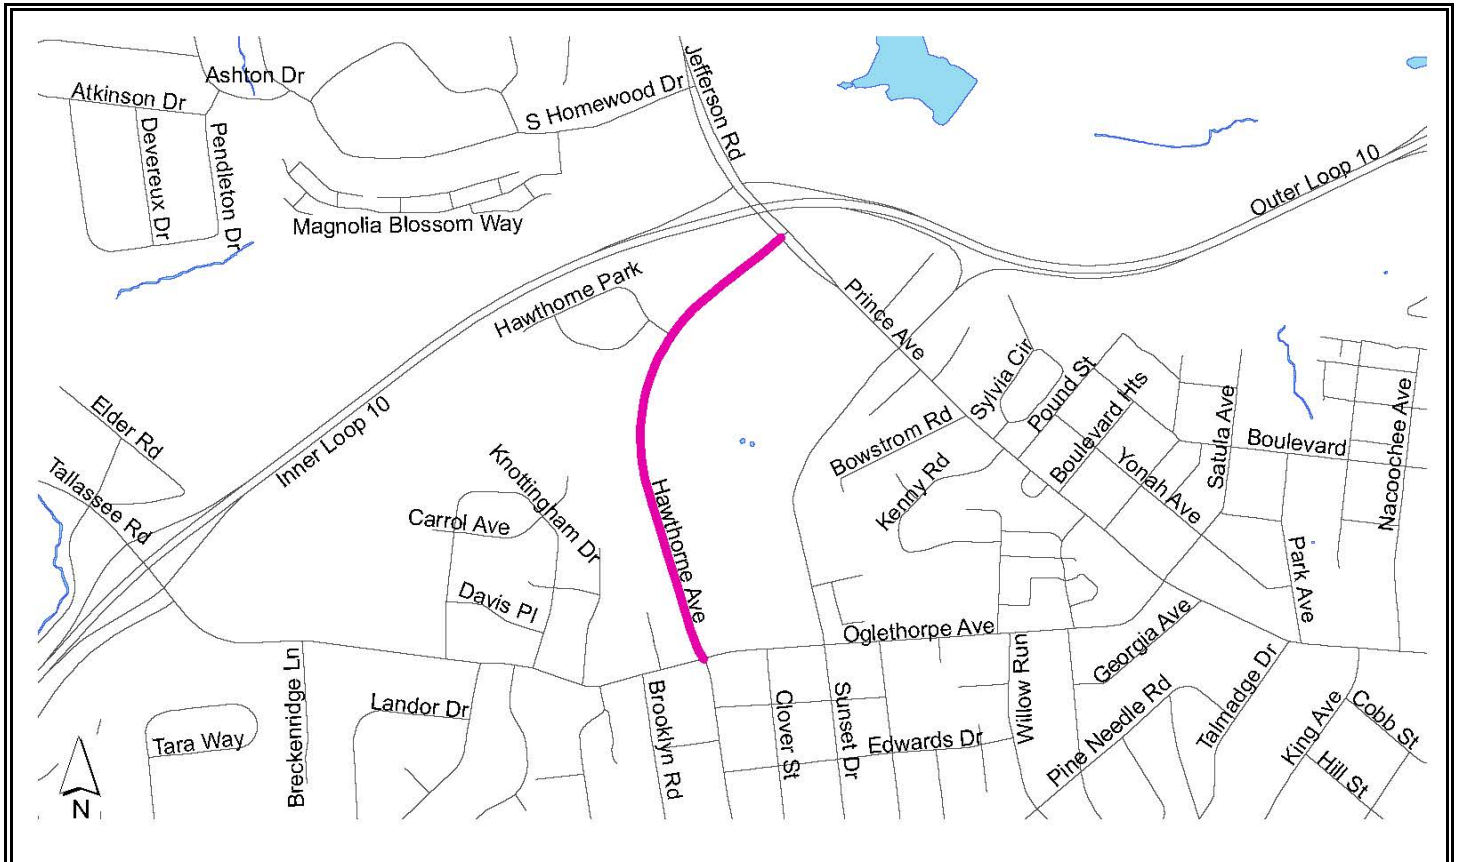 Ashton Dr
Atkinson Dr
S Homewood Dr
Jefferson Rd
Devereux Dr
Pendleton Dr
Magnolia Blossom Way
Outer Loop 10
Hawthorne Park
Prince Ave
Elder Rd
Inner Loop 10
Sylvia Cir
Pound St
Boulevard Hts
Satula Ave
Boulevard
Nacoochee Ave
Bowstrom Rd
Kenny Rd
Yonah Ave
Tallassee Rd
Knottingham Dr
Carrol Ave
Hawthorne Ave
Davis Pl
Park Ave
Oglethorpe Ave
Georgia Ave
Willow Run
Breckenridge Ln
Landor Dr
Brooklyn Rd
Clover St
Sunset Dr
Edwards Dr
Pine Needle Rd
Talmadge Dr
King Ave
Cobb St
Hill St
Tara Way
N